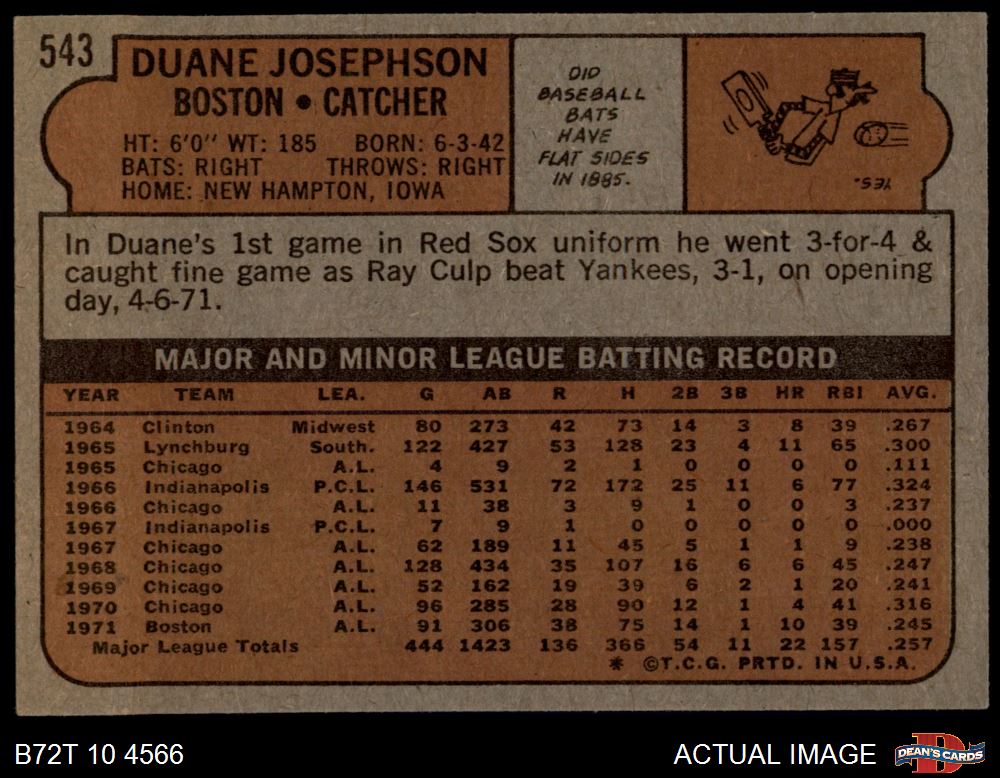 543
DUANE JOSEPHSON
BOSTON • CATCHER
HT: 6'0" WT: 185 BORN: 6-3-42
BATS: RIGHT THROWS: RIGHT
HOME: NEW HAMPTON, IOWA
DID
BASEBALL
BATS
HAVE
FLAT SIDES
IN 1885.
YES.
In Duane's 1st game in Red Sox uniform he went 3-for-4 &
caught fine game as Ray Culp beat Yankees, 3-1, on opening
day, 4-6-71.
MAJOR AND MINOR LEAGUE BATTING RECORD
YEAR TEAM LEA. G AB R H 2B 3B HR RBI AVG.
1964 Clinton Midwest 80 273 42 73 14 3 8 39 .267
1965 Lynchburg South. 122 427 53 128 23 4 11 65 .300
1965 Chicago A.L. 4 9 2 1 0 0 0 0 .111
1966 Indianapolis P.C.L. 146 531 72 172 25 11 6 77 .324
1966 Chicago A.L. 11 38 3 9 1 0 0 3 .237
1967 Indianapolis P.C.L. 7 9 1 0 0 0 0 0 .000
1967 Chicago A.L. 62 189 11 45 5 1 1 9 .238
1968 Chicago A.L. 128 434 35 107 16 6 6 45 .247
1969 Chicago A.L. 52 162 19 39 6 2 1 20 .241
1970 Chicago A.L. 96 285 28 90 12 1 4 41 .316
1971 Boston A.L. 91 306 38 75 14 1 10 39 .245
Major League Totals 444 1423 136 366 54 11 22 157 .257
* ©T.C.G. PRTD. IN U.S.A.
B72T 10 4566
ACTUAL IMAGE
DEAN'S CARDS